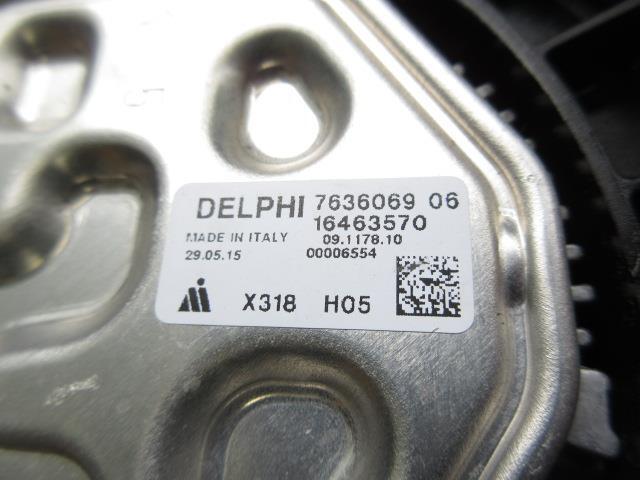 DELPHI 7636069 06
16463570
MADE IN ITALY 09.1178.10
29.05.15 00006554
X318 H05